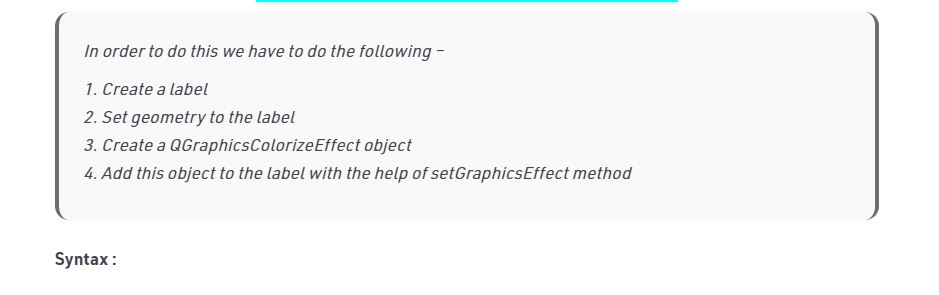 In order to do this we have to do the following –
1. Create a label
2. Set geometry to the label
3. Create a QGraphicsColorizeEffect object
4. Add this object to the label with the help of setGraphicsEffect method
Syntax :